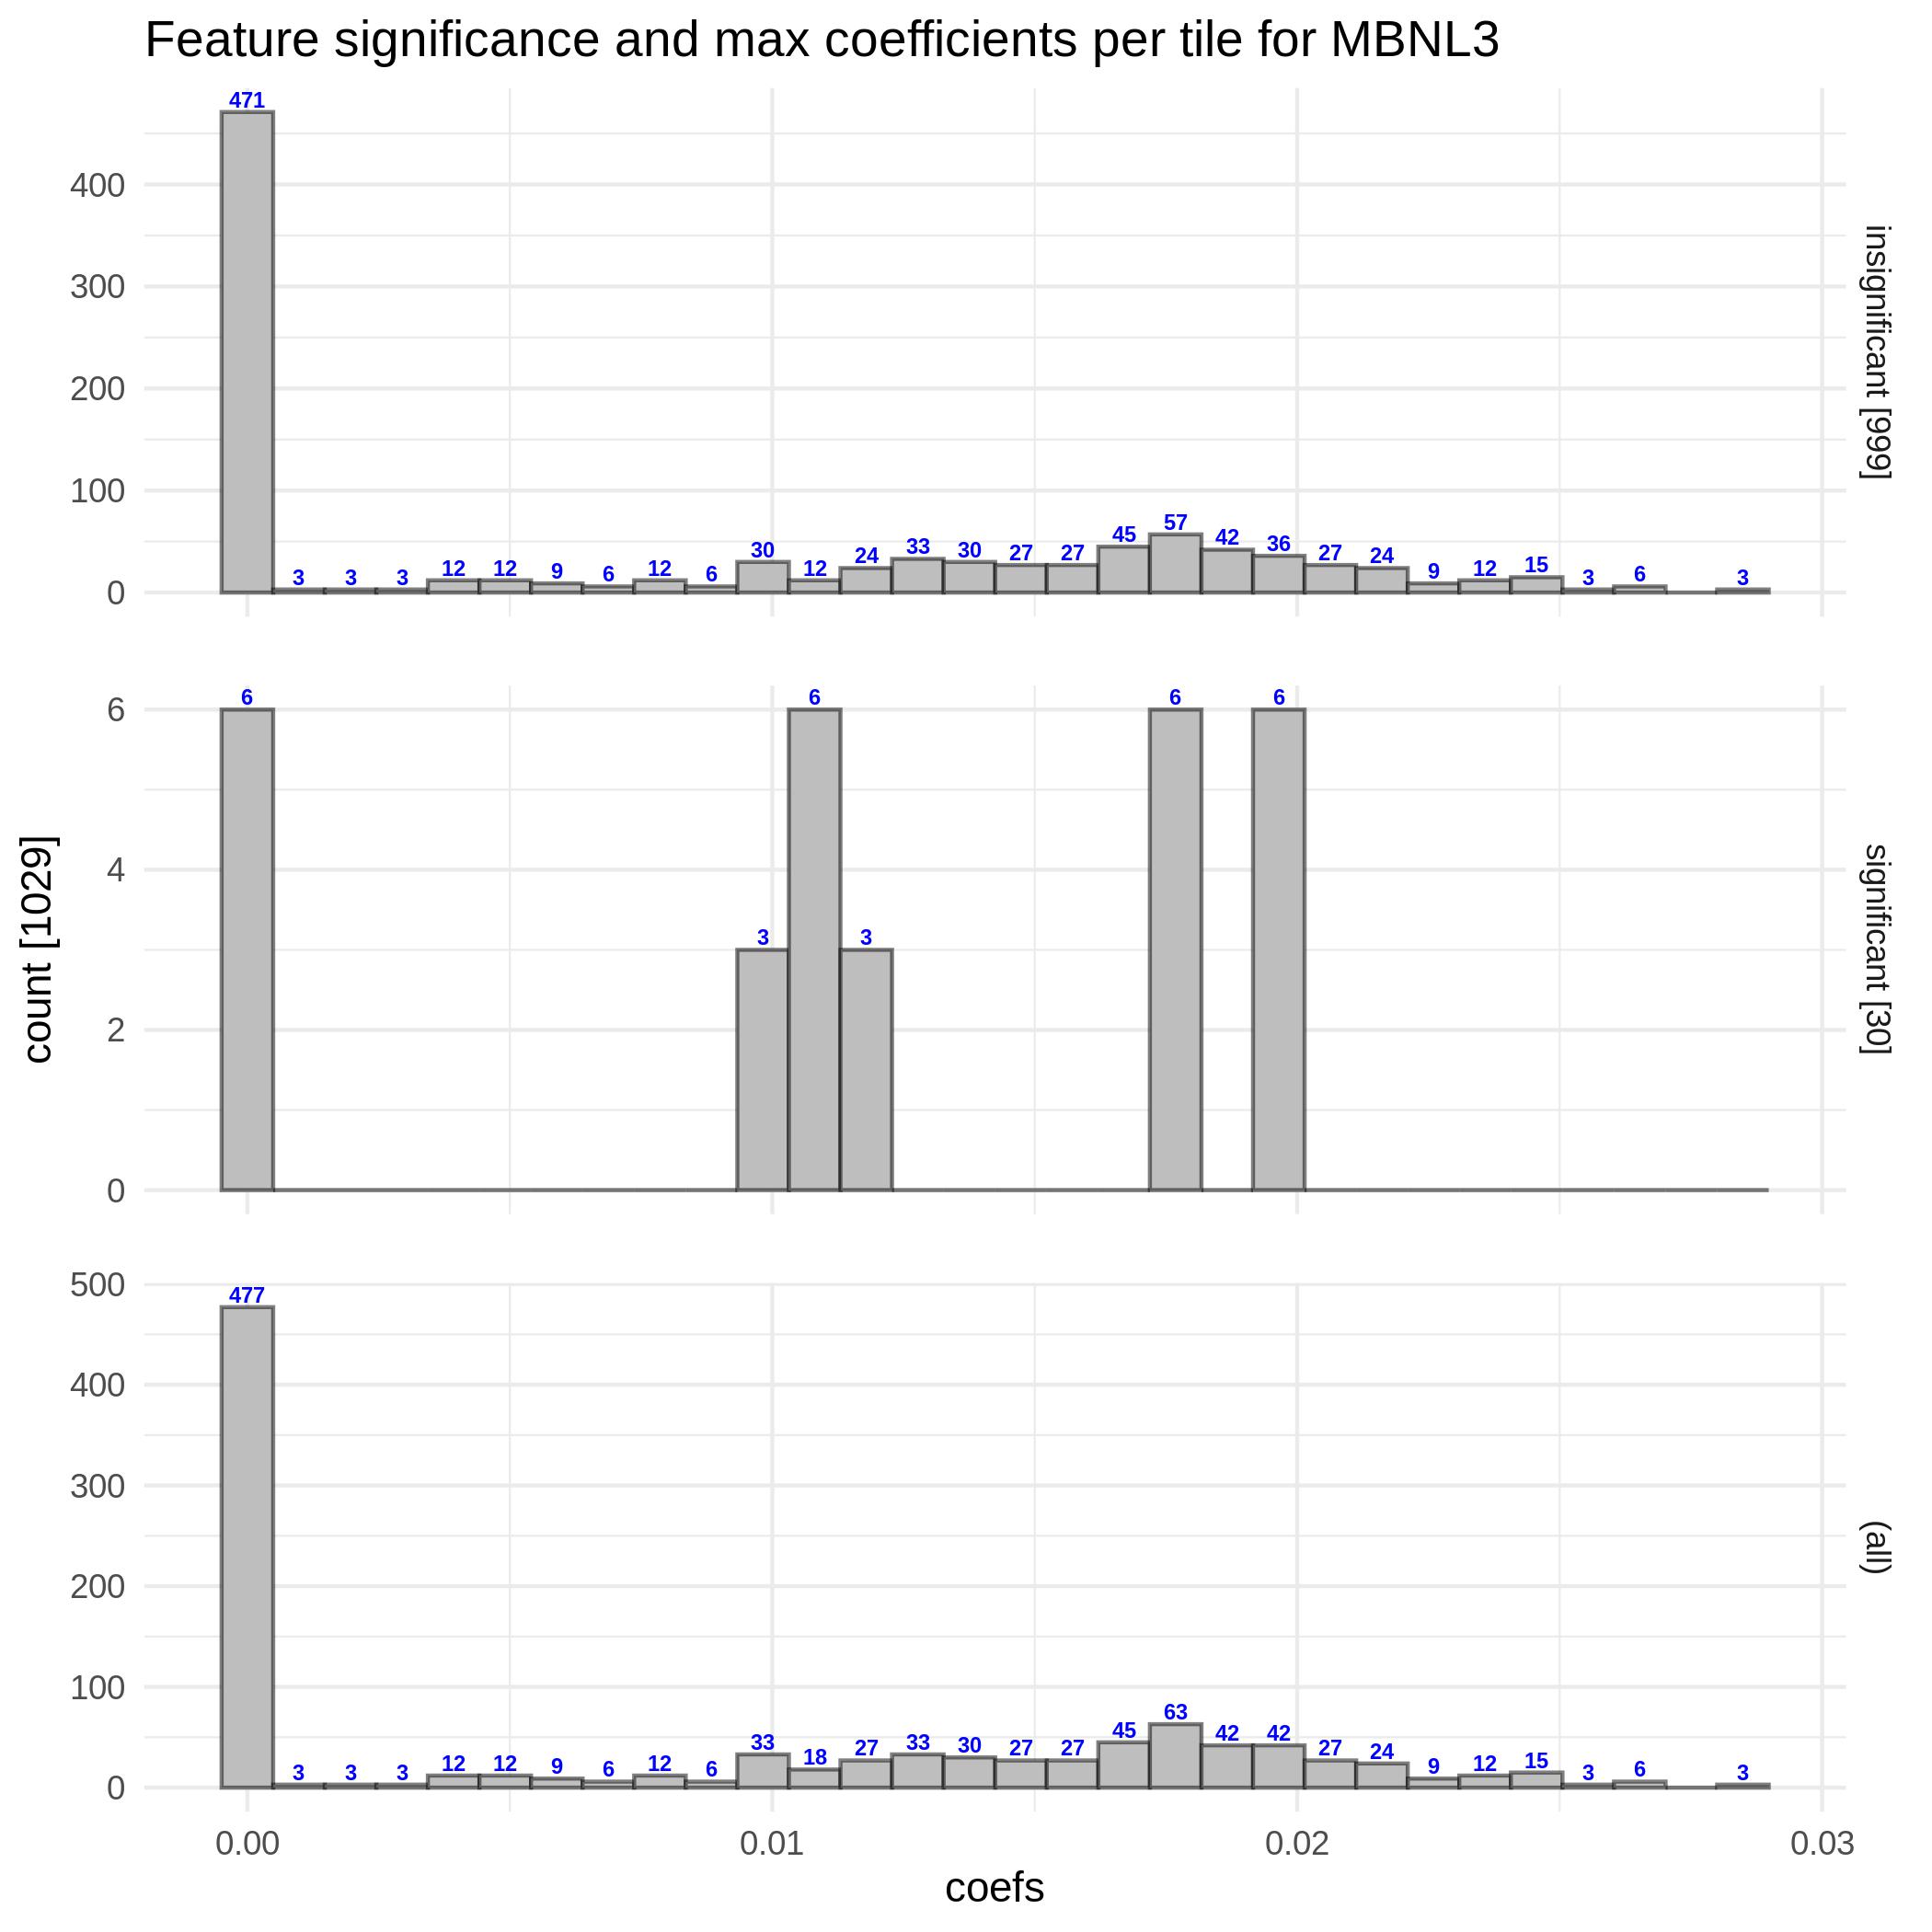 Feature significance and max coefficients per tile for MBNL3
471
400
300
200
100
0
3 3 3 12 12 9 6 12 6 30 12 24 33 30 27 27 45 57 42 36 27 24 9 12 15 3 6 3
insignificant [999]
6 6 6 6
3 3
6
4
2
0
significant [30]
count [1029]
477
500
400
300
200
100
0
3 3 3 12 12 9 6 12 6 33 18 27 33 30 27 27 45 63 42 42 27 24 9 12 15 3 6 3
(all)
0.00 0.01 0.02 0.03
coefs